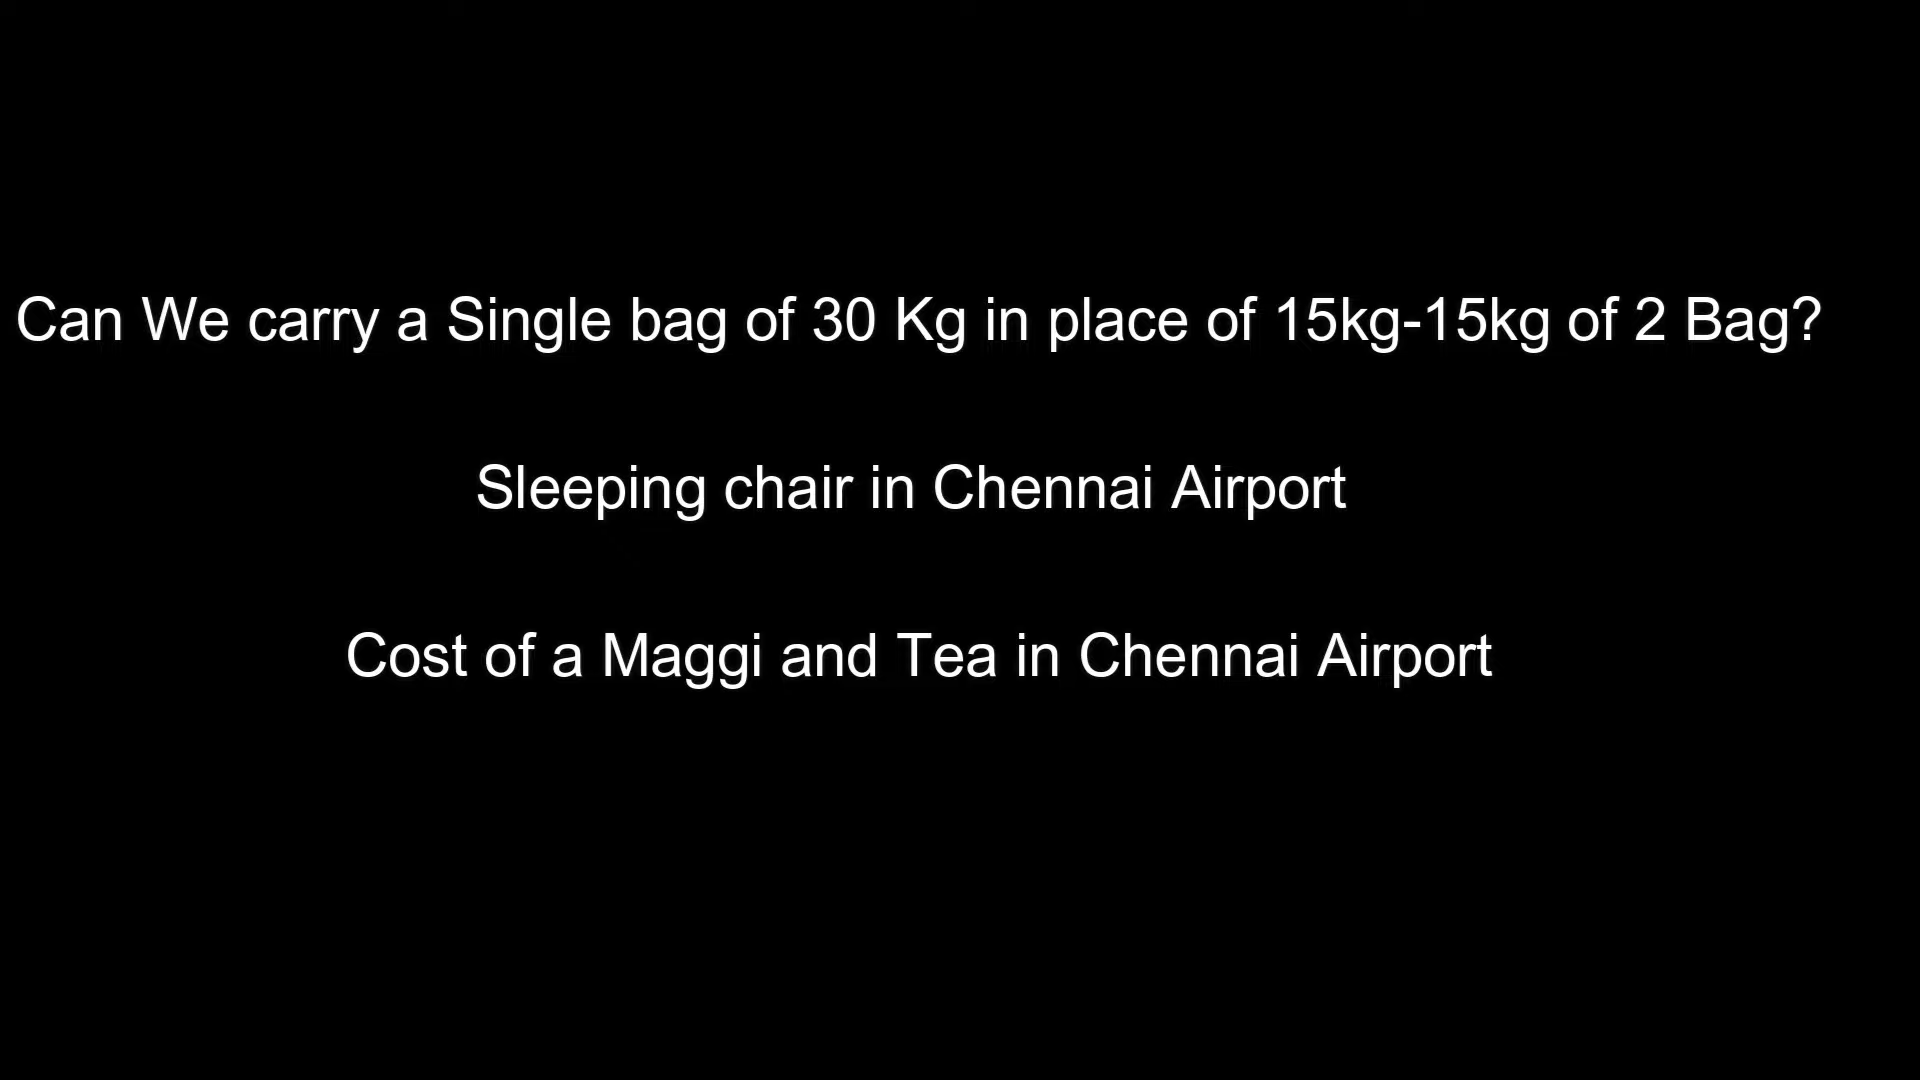 Can We carry a Single bag of 30 Kg in place of 15kg-15kg of 2 Bag?
Sleeping chair in Chennai Airport
Cost of a Maggi and Tea in Chennai Airport